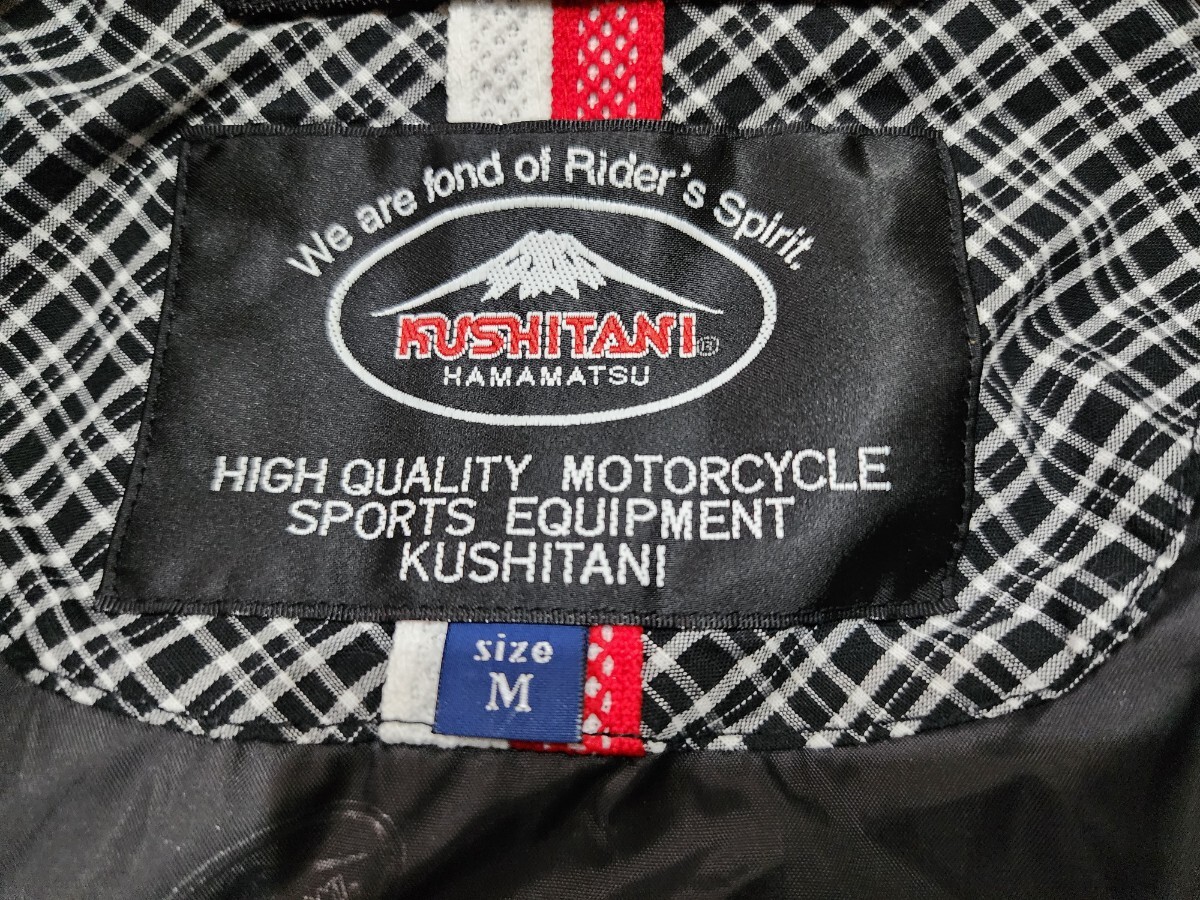 We are fond of Rider's Spirit.
KUSHITANI®
HAMAMATSU
HIGH QUALITY MOTORCYCLE
SPORTS EQUIPMENT
KUSHITANI
size
M